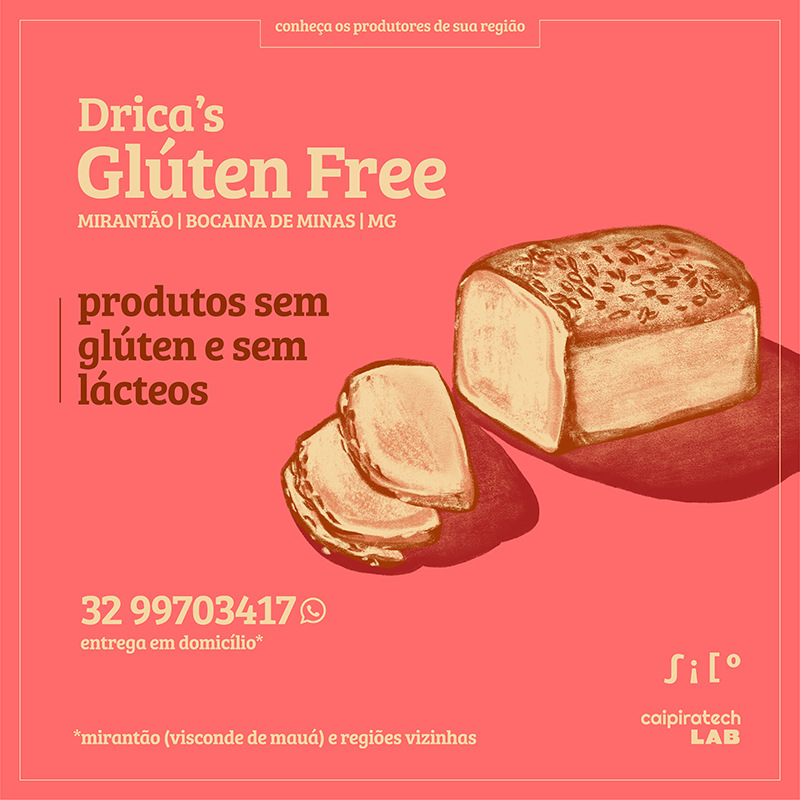 conheça os produtores de sua região
Drica's
Glúten Free
MIRANTÃO | BOCAINA DE MINAS | MG
produtos sem
glúten e sem
lácteos
32 99703417
entrega em domicílio*
*mirantão (visconde de mauá) e regiões vizinhas
caipiratech
LAB